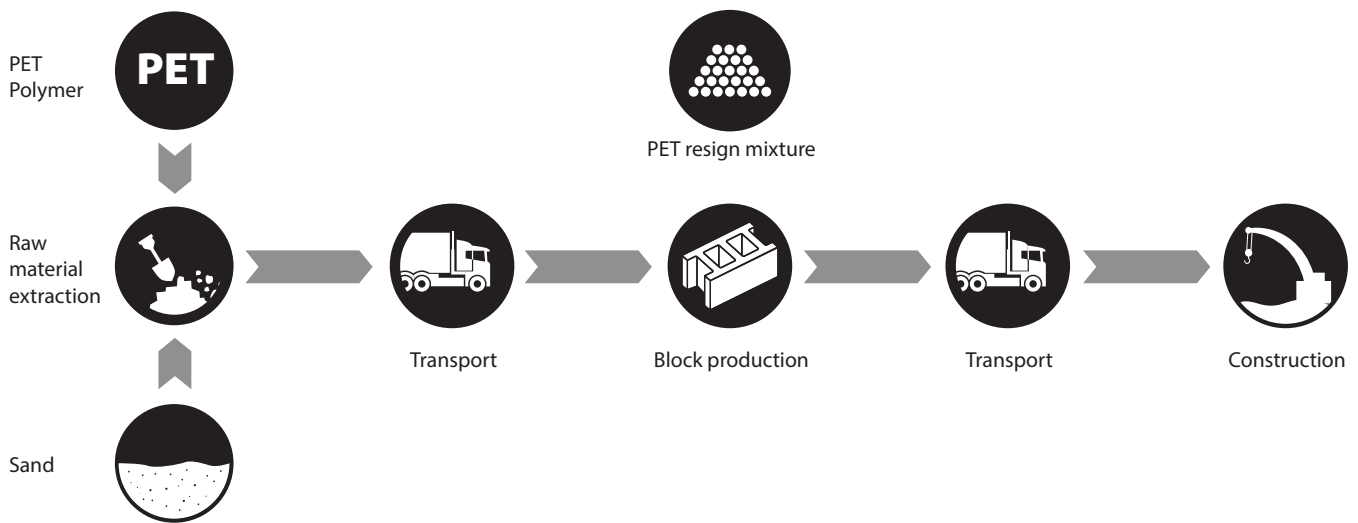 PET
Polymer
PET
PET resign mixture
Raw
material
extraction
Transport
Block production
Transport
Construction
Sand